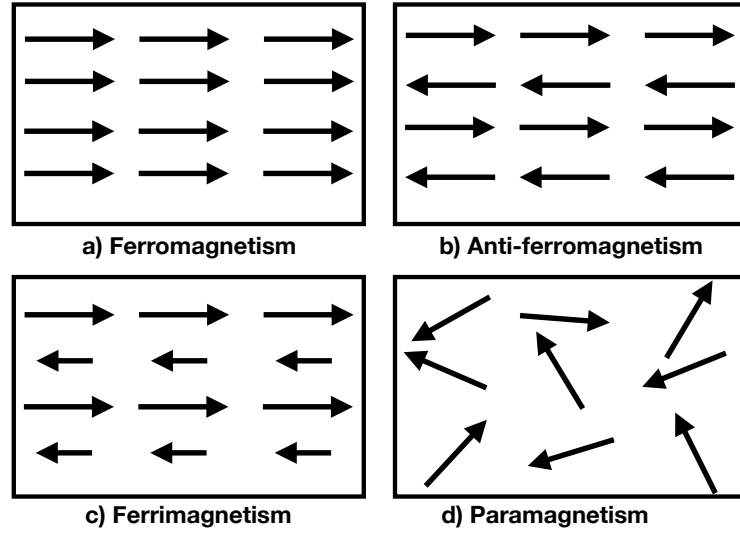 a) Ferromagnetism
b) Anti-ferromagnetism
c) Ferrimagnetism
d) Paramagnetism